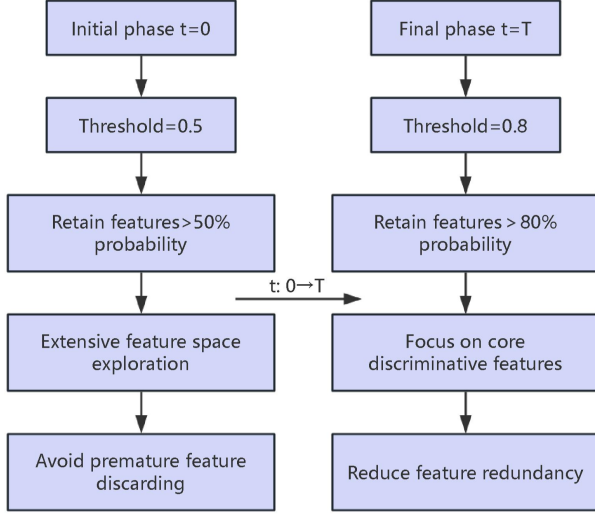 Initial phase t=0
Threshold=0.5
Retain features>50%
probability
Extensive feature space
exploration
Avoid premature feature
discarding
t: 0→T
Final phase t=T
Threshold=0.8
Retain features > 80%
probability
Focus on core
discriminative features
Reduce feature redundancy